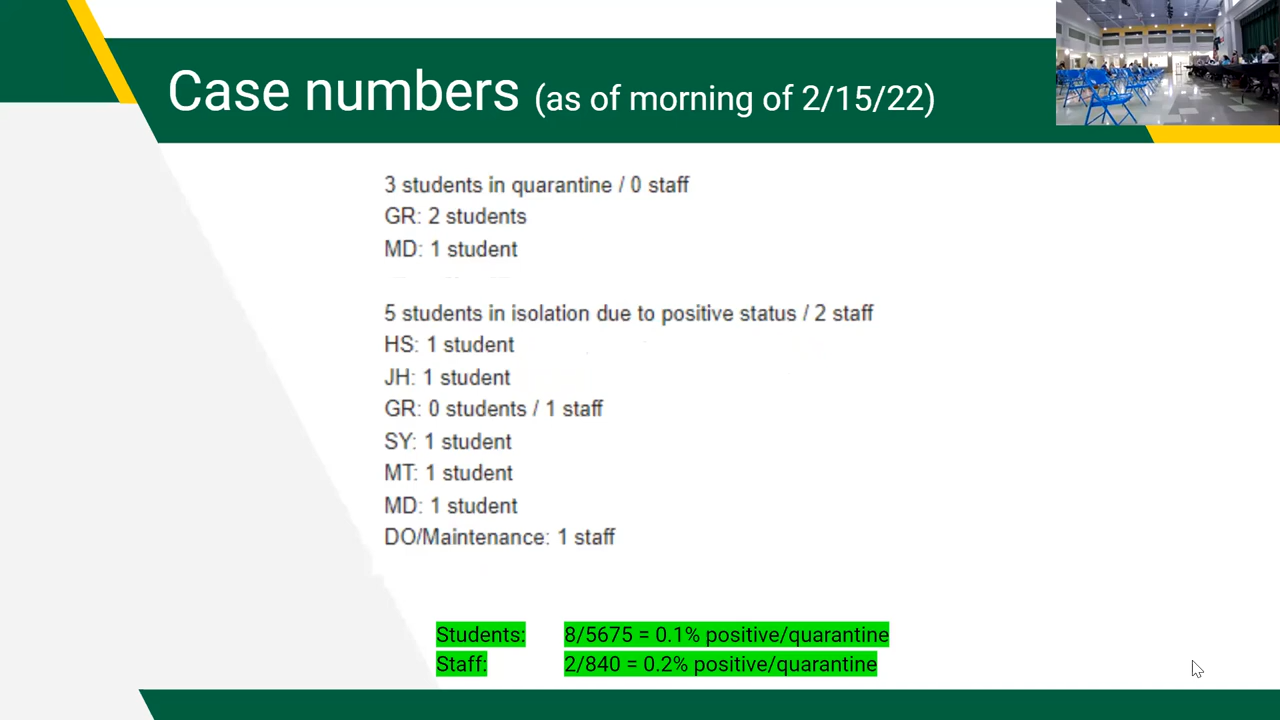 Case numbers (as of morning of 2/15/22)
3 students in quarantine / 0 staff
GR: 2 students
MD: 1 student
5 students in isolation due to positive status / 2 staff
HS: 1 student
JH: 1 student
GR: 0 students / 1 staff
SY: 1 student
MT: 1 student
MD: 1 student
DO/Maintenance: 1 staff
Students: 8/5675 = 0.1% positive/quarantine
Staff: 2/840 = 0.2% positive/quarantine